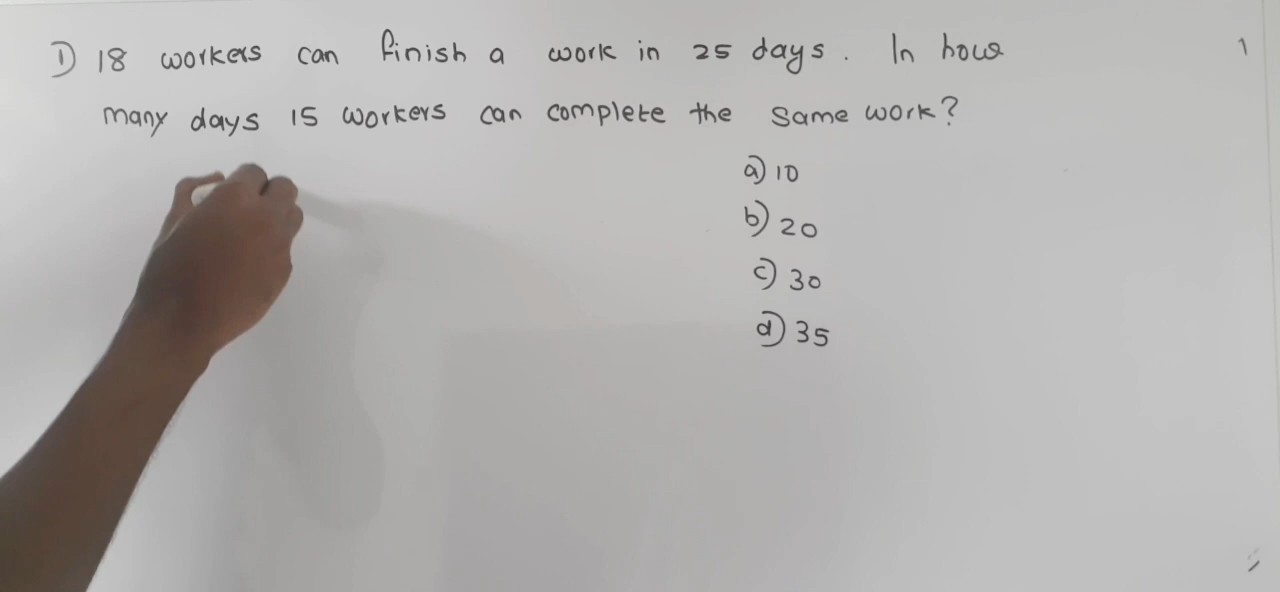 1) 18 workers can finish a work in 25 days. In how
many days 15 workers can complete the same work?
a) 10
b) 20
c) 30
d) 35
1